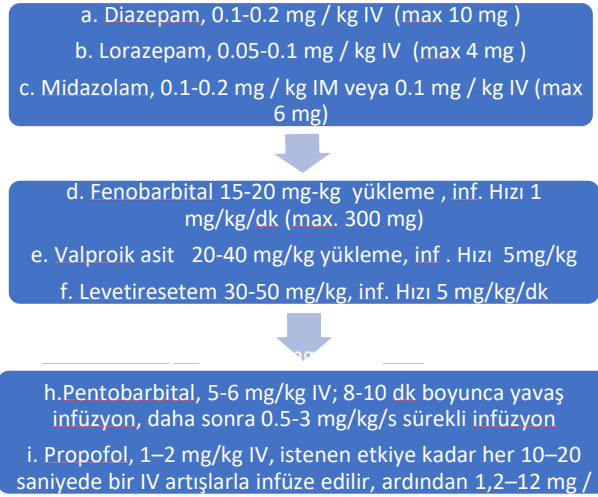 a. Diazepam, 0.1-0.2 mg / kg IV (max 10 mg )
b. Lorazepam, 0.05-0.1 mg / kg IV (max 4 mg )
c. Midazolam, 0.1-0.2 mg / kg IM veya 0.1 mg / kg IV (max
6 mg)
d. Fenobarbital 15-20 mg-kg yükleme , inf. Hızı 1
mg/kg/dk (max. 300 mg)
e. Valproik asit 20-40 mg/kg yükleme, inf . Hızı 5mg/kg
f. Levetiresetem 30-50 mg/kg, inf. Hızı 5 mg/kg/dk
h.Pentobarbital, 5-6 mg/kg IV; 8-10 dk boyunca yavaş
infüzyon, daha sonra 0.5-3 mg/kg/s sürekli infüzyon
i. Propofol, 1–2 mg/kg IV, istenen etkiye kadar her 10–20
saniyede bir IV artışlarla infüze edilir, ardından 1,2–12 mg /